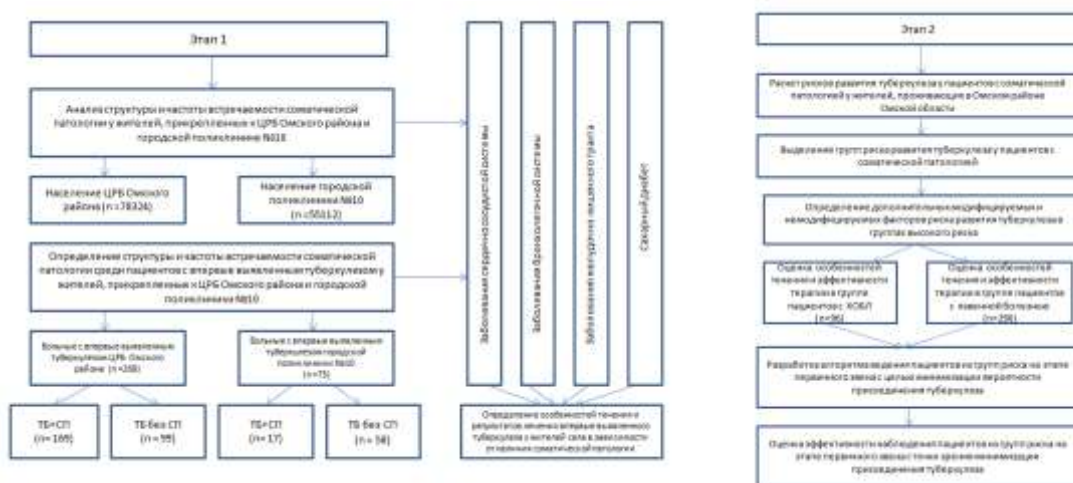 Этап 1
Анализ структуры и частоты встречаемости соматической
патологии у жителей, прикрепленных к ЦРБ Омского района и
городской поликлинике №10
Население ЦРБ Омского
района (n =78324)
Население городской
поликлиники №10
(n =55112)
Определение структуры и частоты встречаемости соматической
патологии среди пациентов с впервые выявленным туберкулезом у
жителей, прикрепленных к ЦРБ Омского района и городской
поликлиники №10
Больные с впервые выявленным
туберкулезом ЦРБ Омского
района (n =268)
Больные с впервые выявленным
туберкулезом городской
поликлиники №10
(n =73)
ТБ+СП
(n= 169)
ТБ без СП
(n = 99)
ТБ+СП
(n= 17)
ТБ без СП
(n = 56)
Заболевания сердечно сосудистой системы
Заболевания бронхолегочной системы
Заболевания желудочно-кишечного тракта
Сахарный диабет
Определение особенностей течения и
результатов лечения впервые выявленного
туберкулеза у жителей села в зависимости
от наличия соматической патологии
Этап 2
Расчет рисков развития туберкулеза у пациентов с соматической
патологией у жителей, проживающих в Омском районе
Омской области
Выделение групп риска развития туберкулеза у пациентов с
соматической патологией
Определение дополнительных модифицируемых и
немодифицируемых факторов риска развития туберкулеза в
группах высокого риска
Оценка особенностей
течения и эффективности
терапии в группе
пациентов с ХОБЛ
(n=96)
Оценка особенностей
течения и эффективности
терапии в группе пациентов
с язвенной болезнью
Разработка алгоритма ведения пациентов из групп риска на этапе
первичного звена с целью минимизации вероятности
присоединения туберкулеза
Оценка эффективности наблюдения пациентов из групп риска на
этапе первичного звена с точки зрения минимизации
присоединения туберкулеза